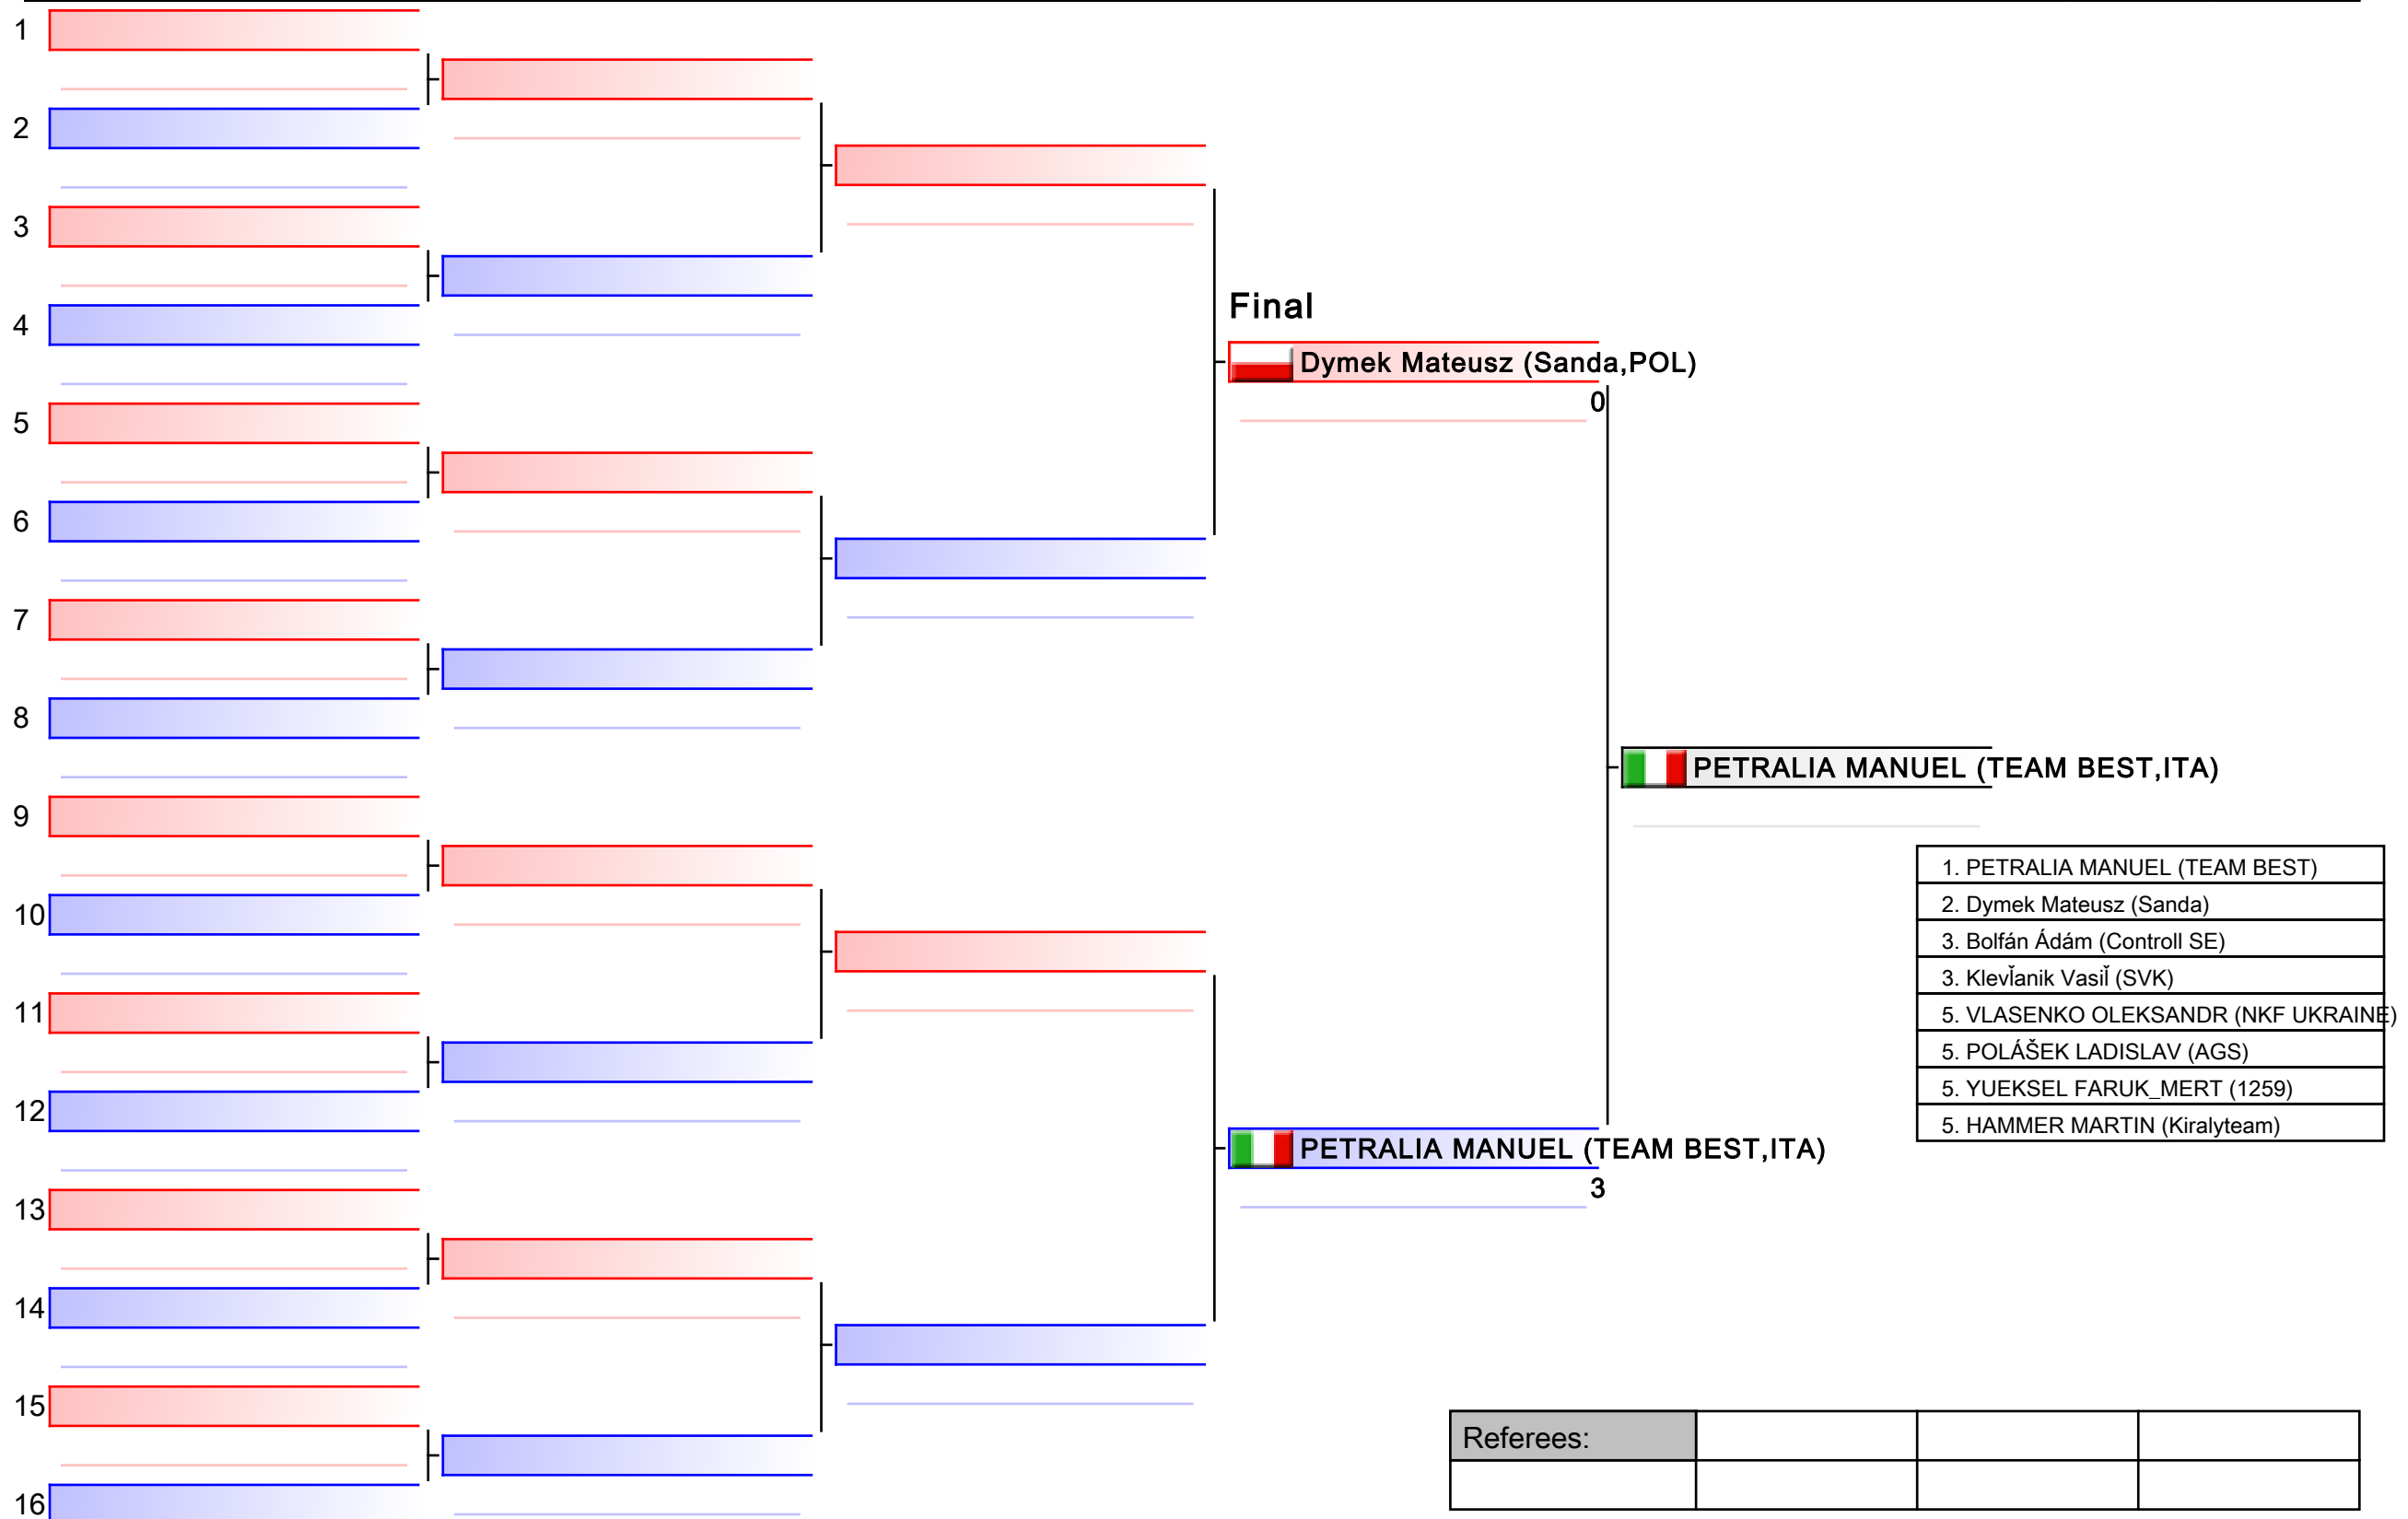 1
2
3
4
5
6
7
8
9
10
11
12
13
14
15
16
Final
Dymek Mateusz (Sanda,POL)
0
PETRALIA MANUEL (TEAM BEST,ITA)
3
PETRALIA MANUEL (TEAM BEST,ITA)
1. PETRALIA MANUEL (TEAM BEST)
2. Dymek Mateusz (Sanda)
3. Bolfán Ádám (Controll SE)
3. Klevľanik Vasiľ (SVK)
5. VLASENKO OLEKSANDR (NKF UKRAINE)
5. POLÁŠEK LADISLAV (AGS)
5. YUEKSEL FARUK_MERT (1259)
5. HAMMER MARTIN (Kiralyteam)
Referees: